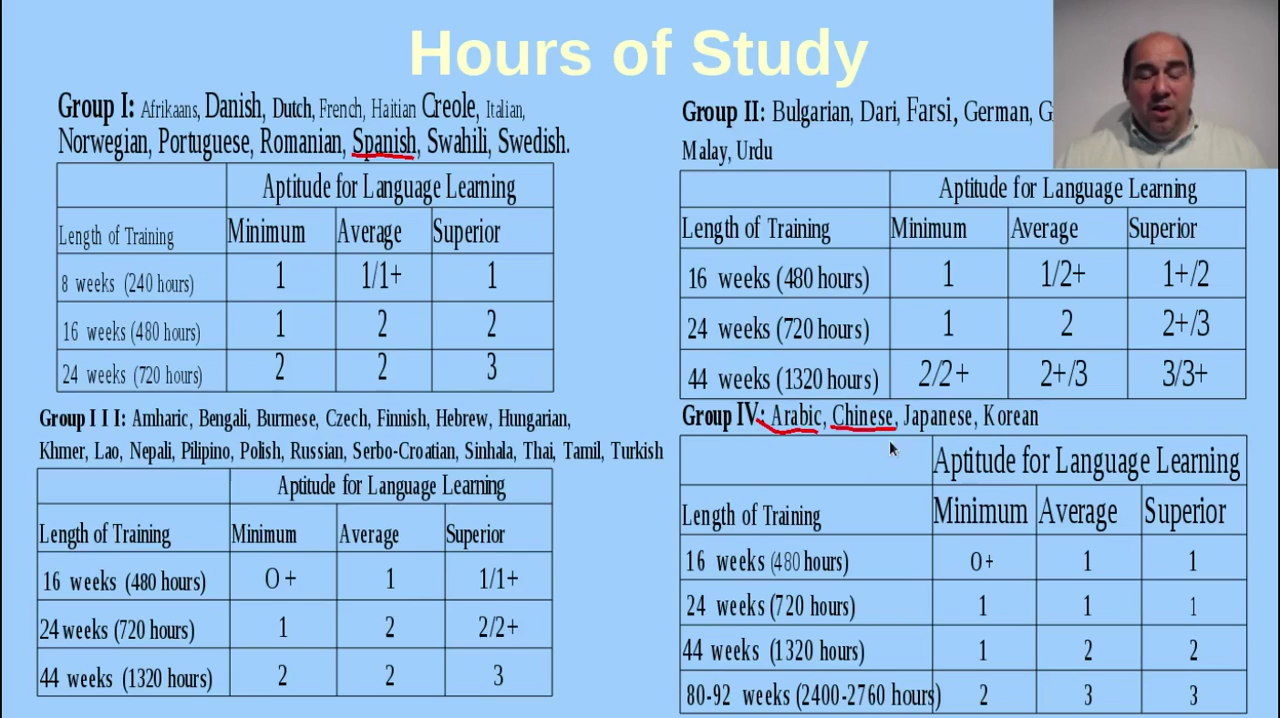 Hours of Study
Group I: Afrikaans, Danish, Dutch, French, Haitian Creole, Italian,
Norwegian, Portuguese, Romanian, Spanish, Swahili, Swedish.
Aptitude for Language Learning
Length of Training Minimum Average Superior
8 weeks (240 hours) 1 1/1+ 1
16 weeks (480 hours) 1 2 2
24 weeks (720 hours) 2 2 3
Group II: Bulgarian, Dari, Farsi, German,
Malay, Urdu
Aptitude for Language Learning
Length of Training Minimum Average Superior
16 weeks (480 hours) 1 1/2+ 1+/2
24 weeks (720 hours) 1 2 2+/3
44 weeks (1320 hours) 2/2+ 2+/3 3/3+
Group I I I: Amharic, Bengali, Burmese, Czech, Finnish, Hebrew, Hungarian,
Khmer, Lao, Nepali, Pilipino, Polish, Russian, Serbo-Croatian, Sinhala, Thai, Tamil, Turkish
Aptitude for Language Learning
Length of Training Minimum Average Superior
16 weeks (480 hours) 0+ 1 1/1+
24 weeks (720 hours) 1 2 2/2+
44 weeks (1320 hours) 2 2 3
Group IV: Arabic, Chinese, Japanese, Korean
Aptitude for Language Learning
Length of Training Minimum Average Superior
16 weeks (480 hours) 0+ 1 1
24 weeks (720 hours) 1 1 1
44 weeks (1320 hours) 1 2 2
80-92 weeks (2400-2760 hours) 2 3 3